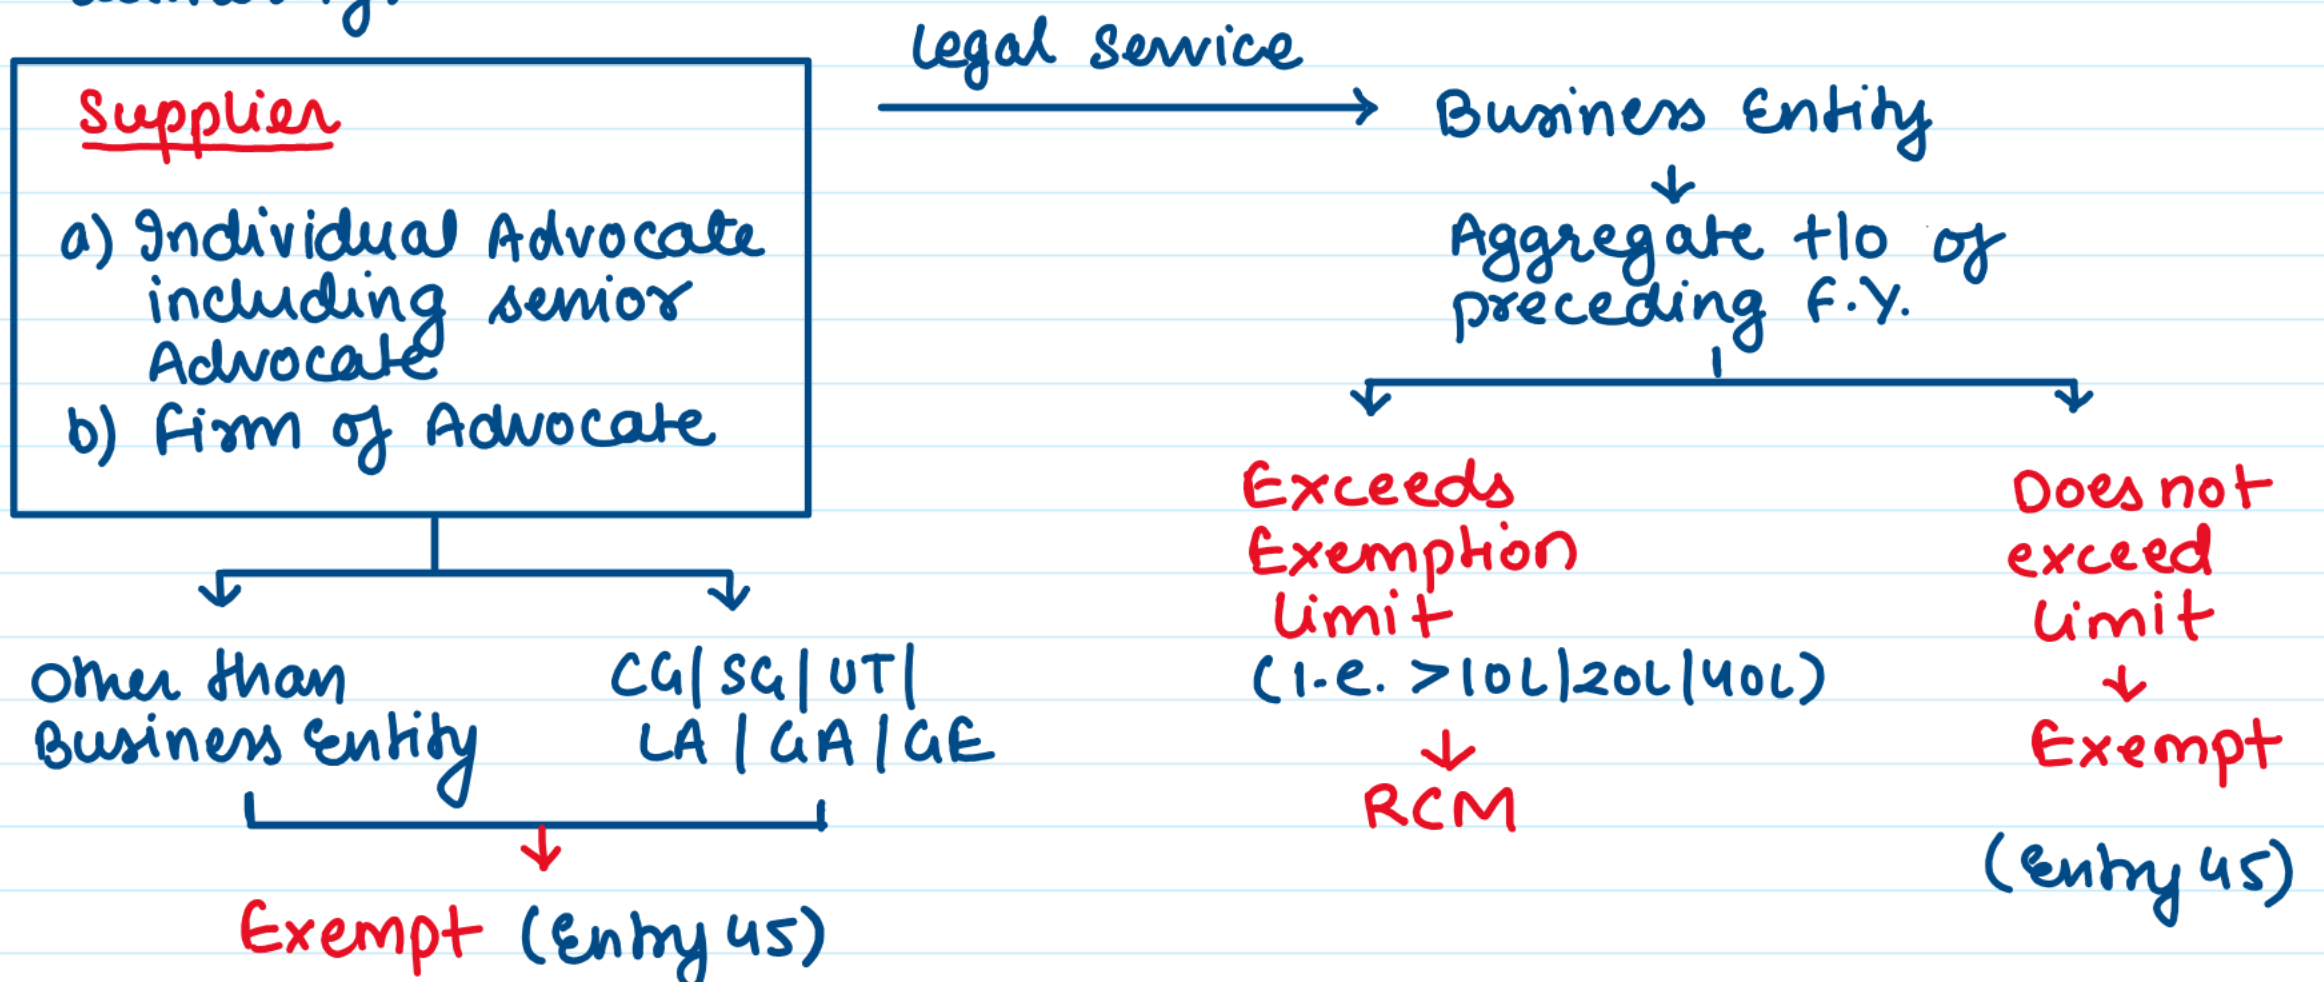 Supplier
a) Individual Advocate
including senior
Advocate
b) Firm of Advocate
Legal Service
Business Entity
Aggregate t/o of
preceding F.Y.
Exceeds
Exemption
Limit
(i.e. >10L|20L|40L)
RCM
Does not
exceed
Limit
Exempt
(Entry 45)
Other than
Business Entity
CG|SG|UT|
LA|GA|GE
Exempt (Entry 45)